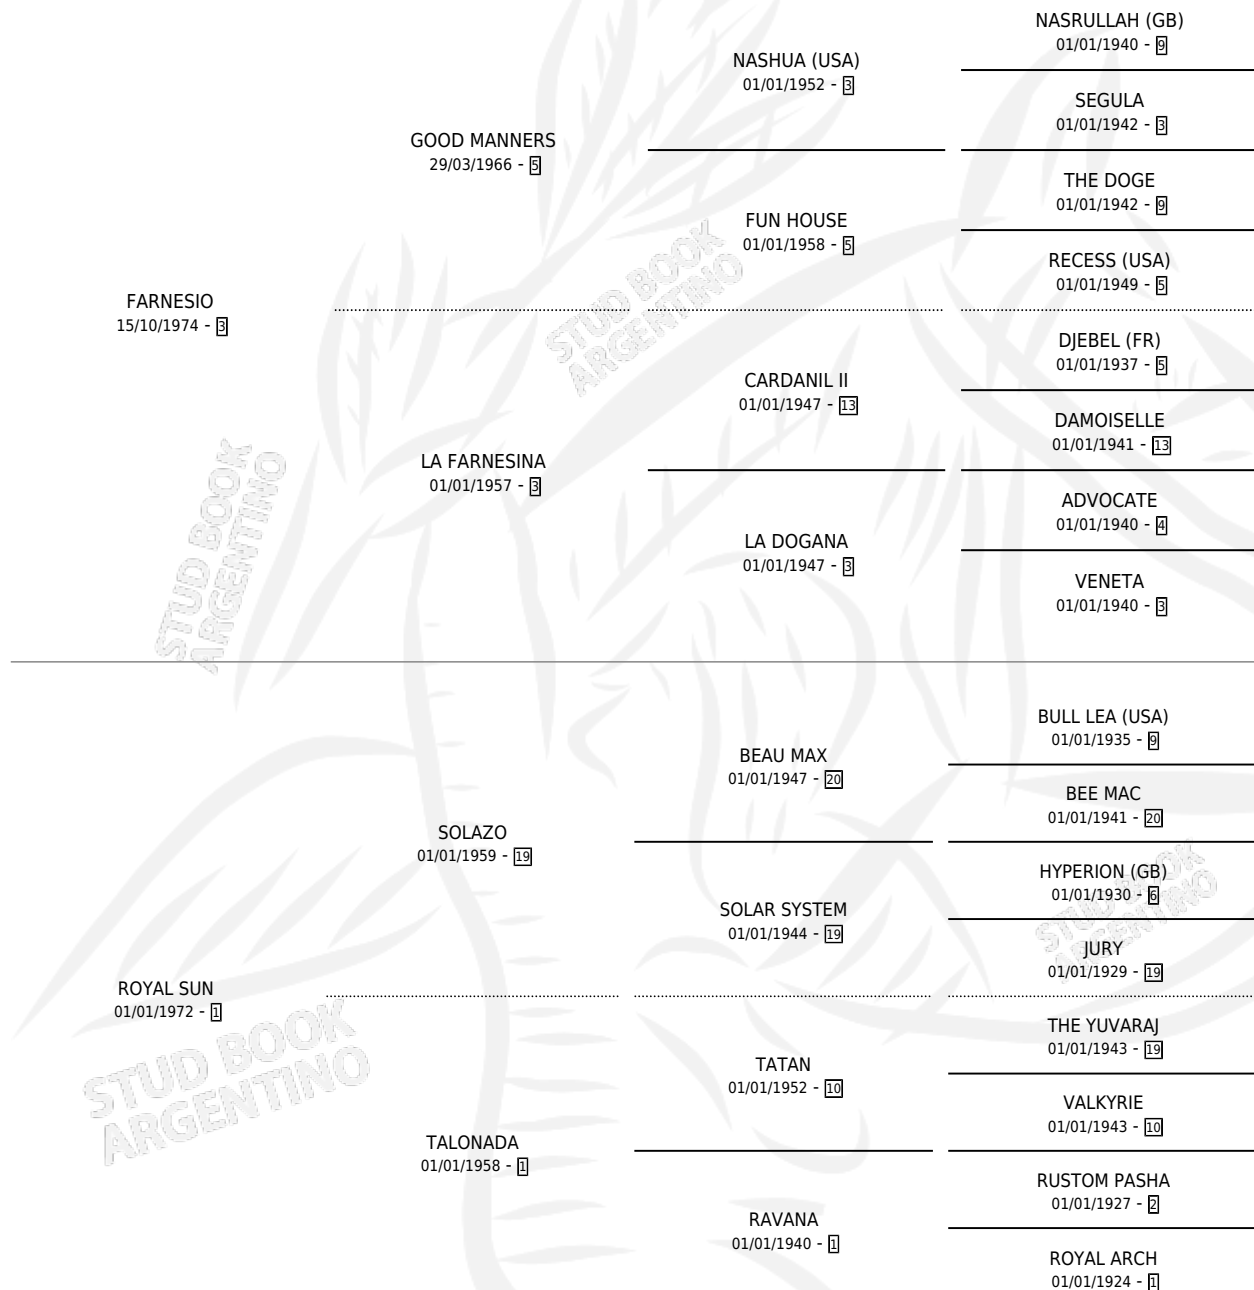 NASRULLAH (GB)
01/01/1940 - 9
NASHUA (USA)
01/01/1952 - 3
SEGULA
01/01/1942 - 3
GOOD MANNERS
29/03/1966 - 5
THE DOGE
01/01/1942 - 9
FUN HOUSE
01/01/1958 - 5
RECESS (USA)
01/01/1949 - 5
FARNESIO
15/10/1974 - 3
DJEBEL (FR)
01/01/1937 - 5
CARDANIL II
01/01/1947 - 13
DAMOISELLE
01/01/1941 - 13
LA FARNESINA
01/01/1957 - 3
ADVOCATE
01/01/1940 - 4
LA DOGANA
01/01/1947 - 3
VENETA
01/01/1940 - 3
BULL LEA (USA)
01/01/1935 - 9
BEAU MAX
01/01/1947 - 20
BEE MAC
01/01/1941 - 20
SOLAZO
01/01/1959 - 19
HYPERION (GB)
01/01/1930 - 6
SOLAR SYSTEM
01/01/1944 - 19
JURY
01/01/1929 - 19
ROYAL SUN
01/01/1972 - 1
THE YUVARAJ
01/01/1943 - 19
TATAN
01/01/1952 - 10
VALKYRIE
01/01/1943 - 10
TALONADA
01/01/1958 - 1
RUSTOM PASHA
01/01/1927 - 2
RAVANA
01/01/1940 - 1
ROYAL ARCH
01/01/1924 - 1
STUD BOOK
ARGENTINO
STUD BOOK
ARGENTINO
STUD BOOK
ARGENTINO
STUD BOOK
ARGENTINO